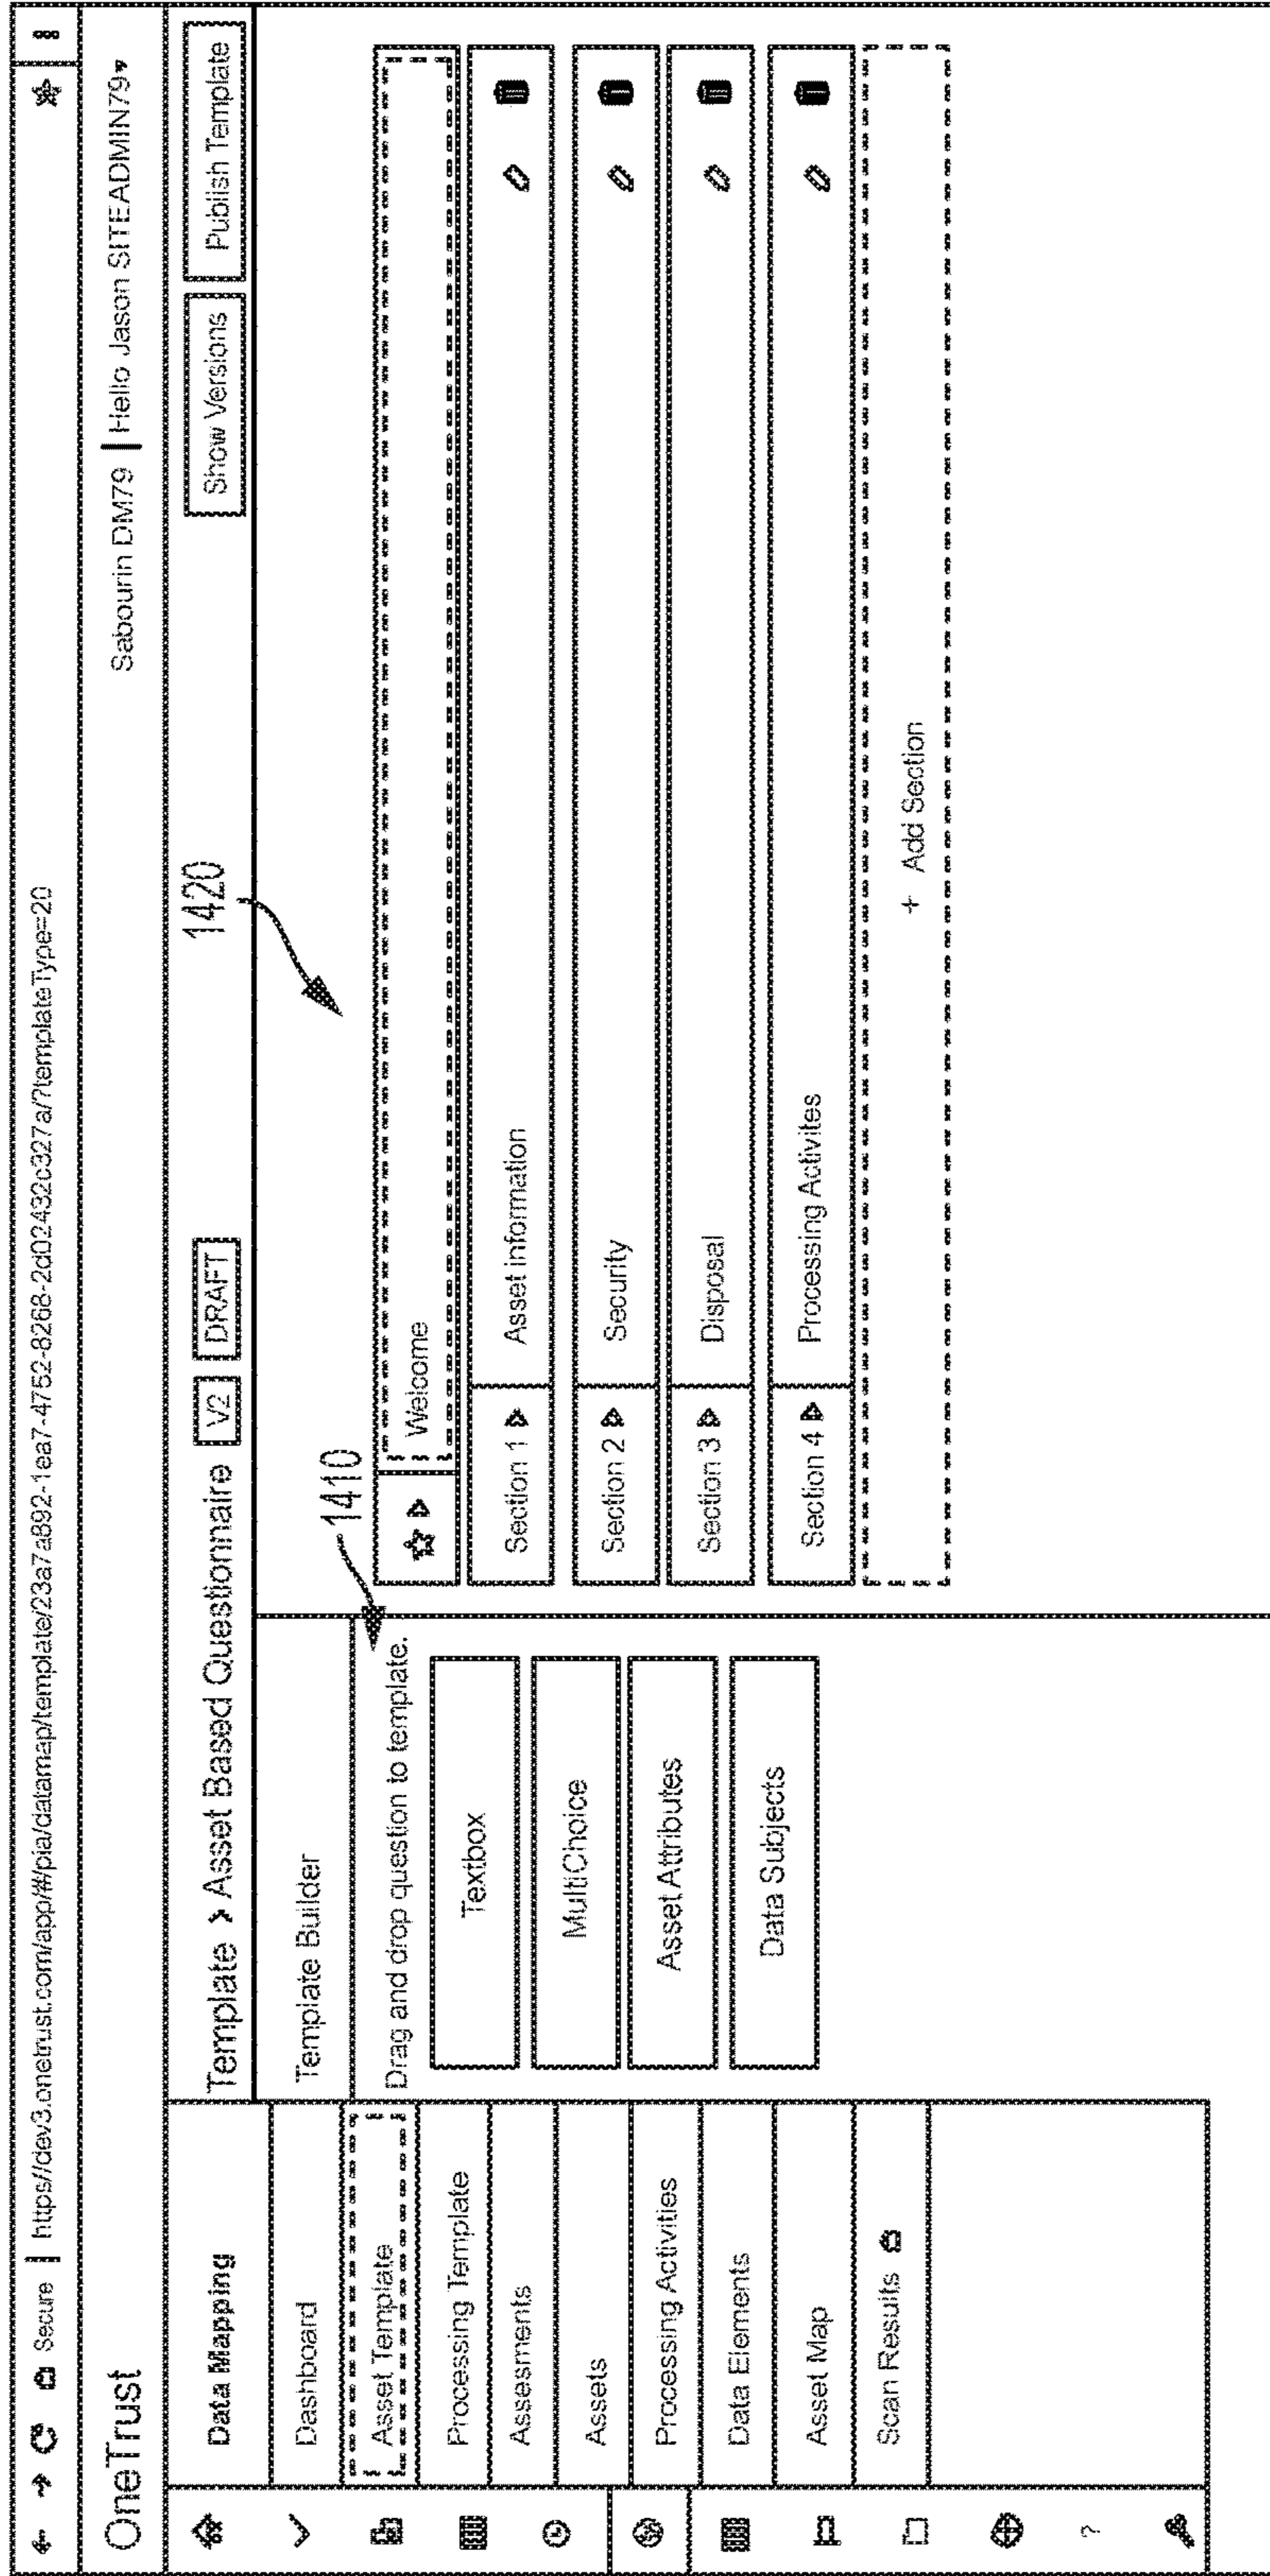 Secure | https//dev3.onetrust.com/app/#/pia/datamap/template/23a7a892-1ea7-4752-8268-2d02432c327a/?templateType=20
OneTrust
Sabourin DM79 | Hello Jason SITEADMIN79
Data Mapping
Template > Asset Based Questionnaire V2 DRAFT
1420
Show Versions
Publish Template
Dashboard
Asset Template
Processing Template
Assesments
Assets
Processing Activities
Data Elements
Asset Map
Scan Results
?
Template Builder
1410
Drag and drop question to template.
Textbox
MultiChoice
Asset Attributes
Data Subjects
Welcome
Section 1 Asset information
Section 2 Security
Section 3 Disposal
Section 4 Processing Activites
+ Add Section